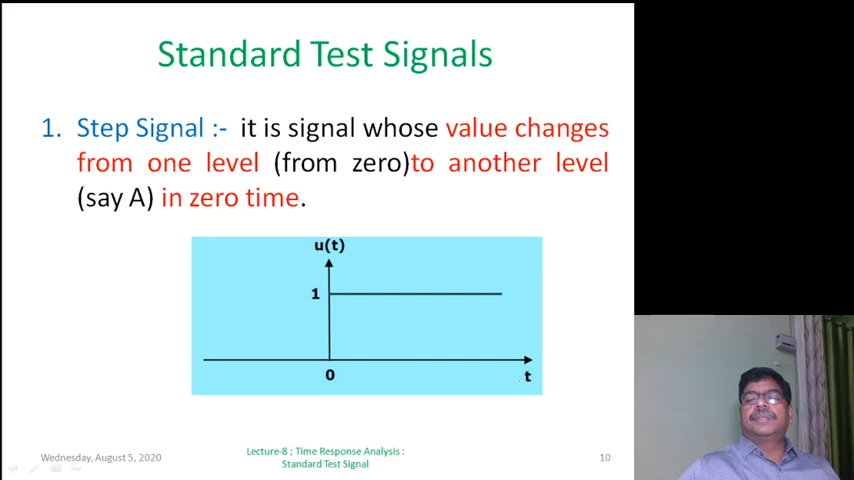 Standard Test Signals
1. Step Signal :- it is signal whose value changes
from one level (from zero)to another level
(say A) in zero time.
u(t)
1
0
t
Wednesday, August 5, 2020
Lecture-8 ; Time Response Analysis :
Standard Test Signal
10